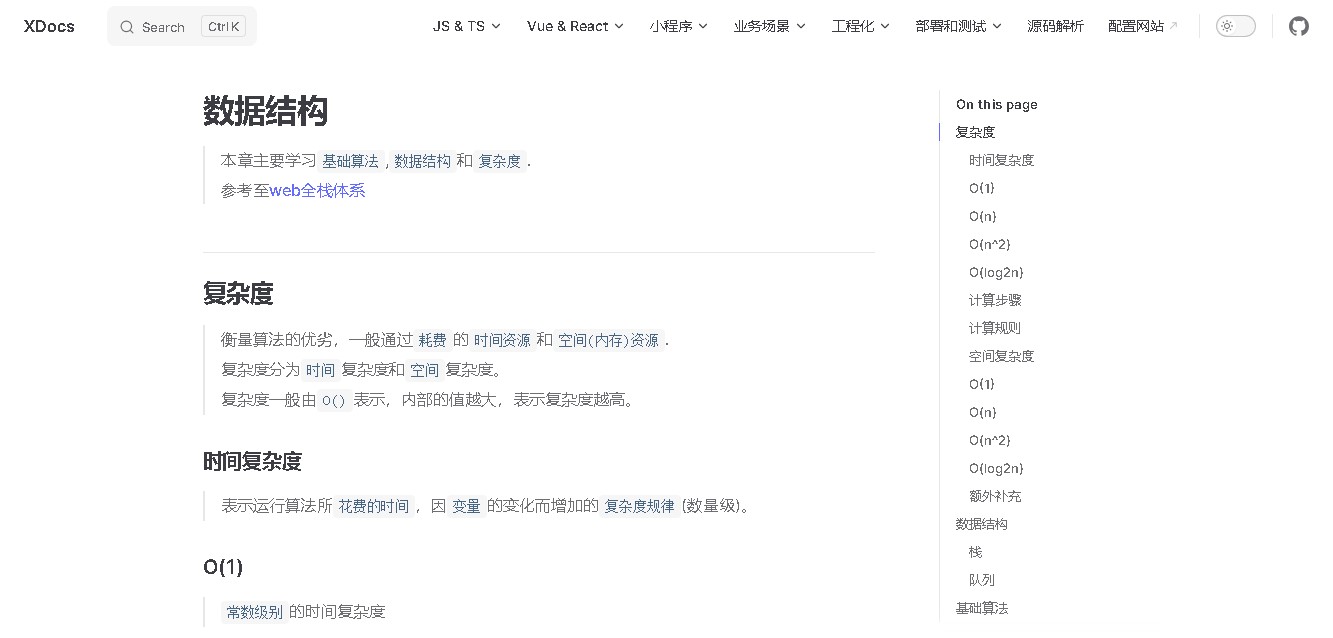 XDocs
Search Ctrl K
JS & TS
Vue & React
小程序
业务场景
工程化
部署和测试
源码解析
配置网站
数据结构
本章主要学习 基础算法 , 数据结构 和 复杂度 .
参考至web全栈体系
复杂度
衡量算法的优劣，一般通过 耗费 的 时间资源 和 空间(内存)资源 .
复杂度分为 时间 复杂度和 空间 复杂度。
复杂度一般由 O() 表示，内部的值越大，表示复杂度越高。
时间复杂度
表示运行算法所 花费的时间 ，因 变量 的变化而增加的 复杂度规律 (数量级)。
O(1)
常数级别 的时间复杂度
On this page
复杂度
时间复杂度
O(1)
O(n)
O(n^2)
O(log2n)
计算步骤
计算规则
空间复杂度
O(1)
O(n)
O(n^2)
O(log2n)
额外补充
数据结构
栈
队列
基础算法